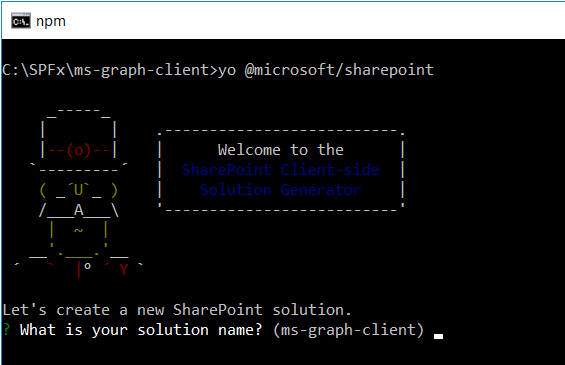 npm
C:\SPFx\ms-graph-client>yo @microsoft/sharepoint
Welcome to the
SharePoint Client-side
Solution Generator
Let's create a new SharePoint solution.
? What is your solution name? (ms-graph-client)